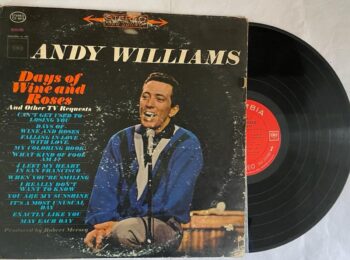 STEREO
ANDY WILLIAMS
Days of
Wine and
Roses
And Other TV Requests
CAN'T GET USED TO
LOSING YOU
DAYS OF
WINE AND ROSES
FALLING IN LOVE
WITH LOVE
MY COLORING BOOK
WHAT KIND OF FOOL
AM I?
I LEFT MY HEART
IN SAN FRANCISCO
WHEN YOU'RE SMILING
I REALLY DON'T
WANT TO KNOW
YOU ARE MY SUNSHINE
IT'S A MOST UNUSUAL
DAY
EXACTLY LIKE YOU
MAY EACH DAY
Produced by Robert Mersey